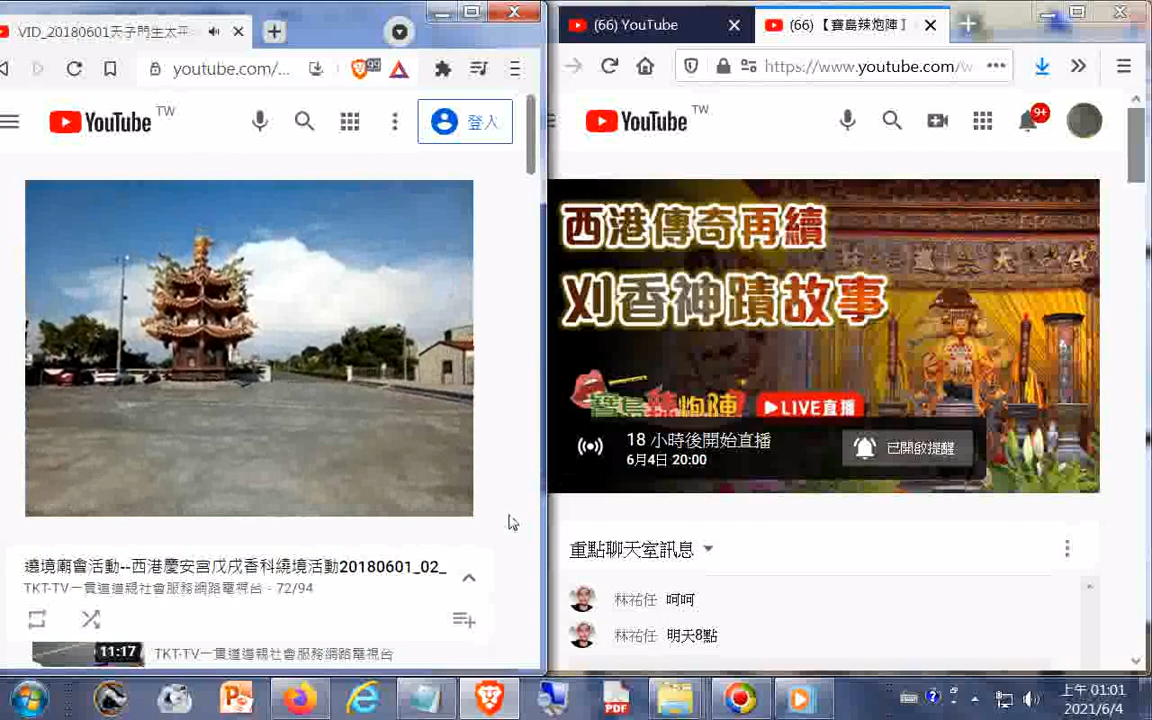 VID_20180601天子門生太平
youtube.com/...
99
YouTube TW
登入
遶境廟會活動--西港慶安宮戊戌香科繞境活動20180601_02_
TKT-TV一貫道道親社會服務網路電視台 - 72/94
11:17
TKT-TV一貫道道親社會服務網路電視台
(66) YouTube
(66) 【寶島辣炮陣】
https://www.youtube.com/w
YouTube TW
9+
西港傳奇再續
刈香神蹟故事
寶島辣炮陣
LIVE直播
18 小時後開始直播
6月4日 20:00
已開啟提醒
重點聊天室訊息
林祐任 呵呵
林祐任 明天8點
PDF
上午 01:01
2021/6/4